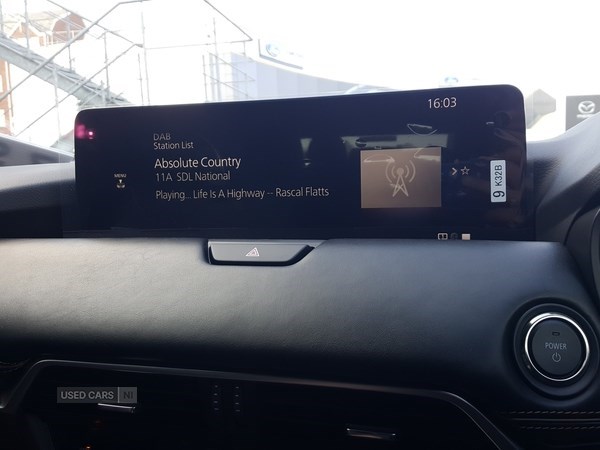 16:03
DAB
Station List
Absolute Country
11A SDL National
Playing... Life Is A Highway – Rascal Flatts
MENU
9 K32B
POWER
USED CARS NI
mazda